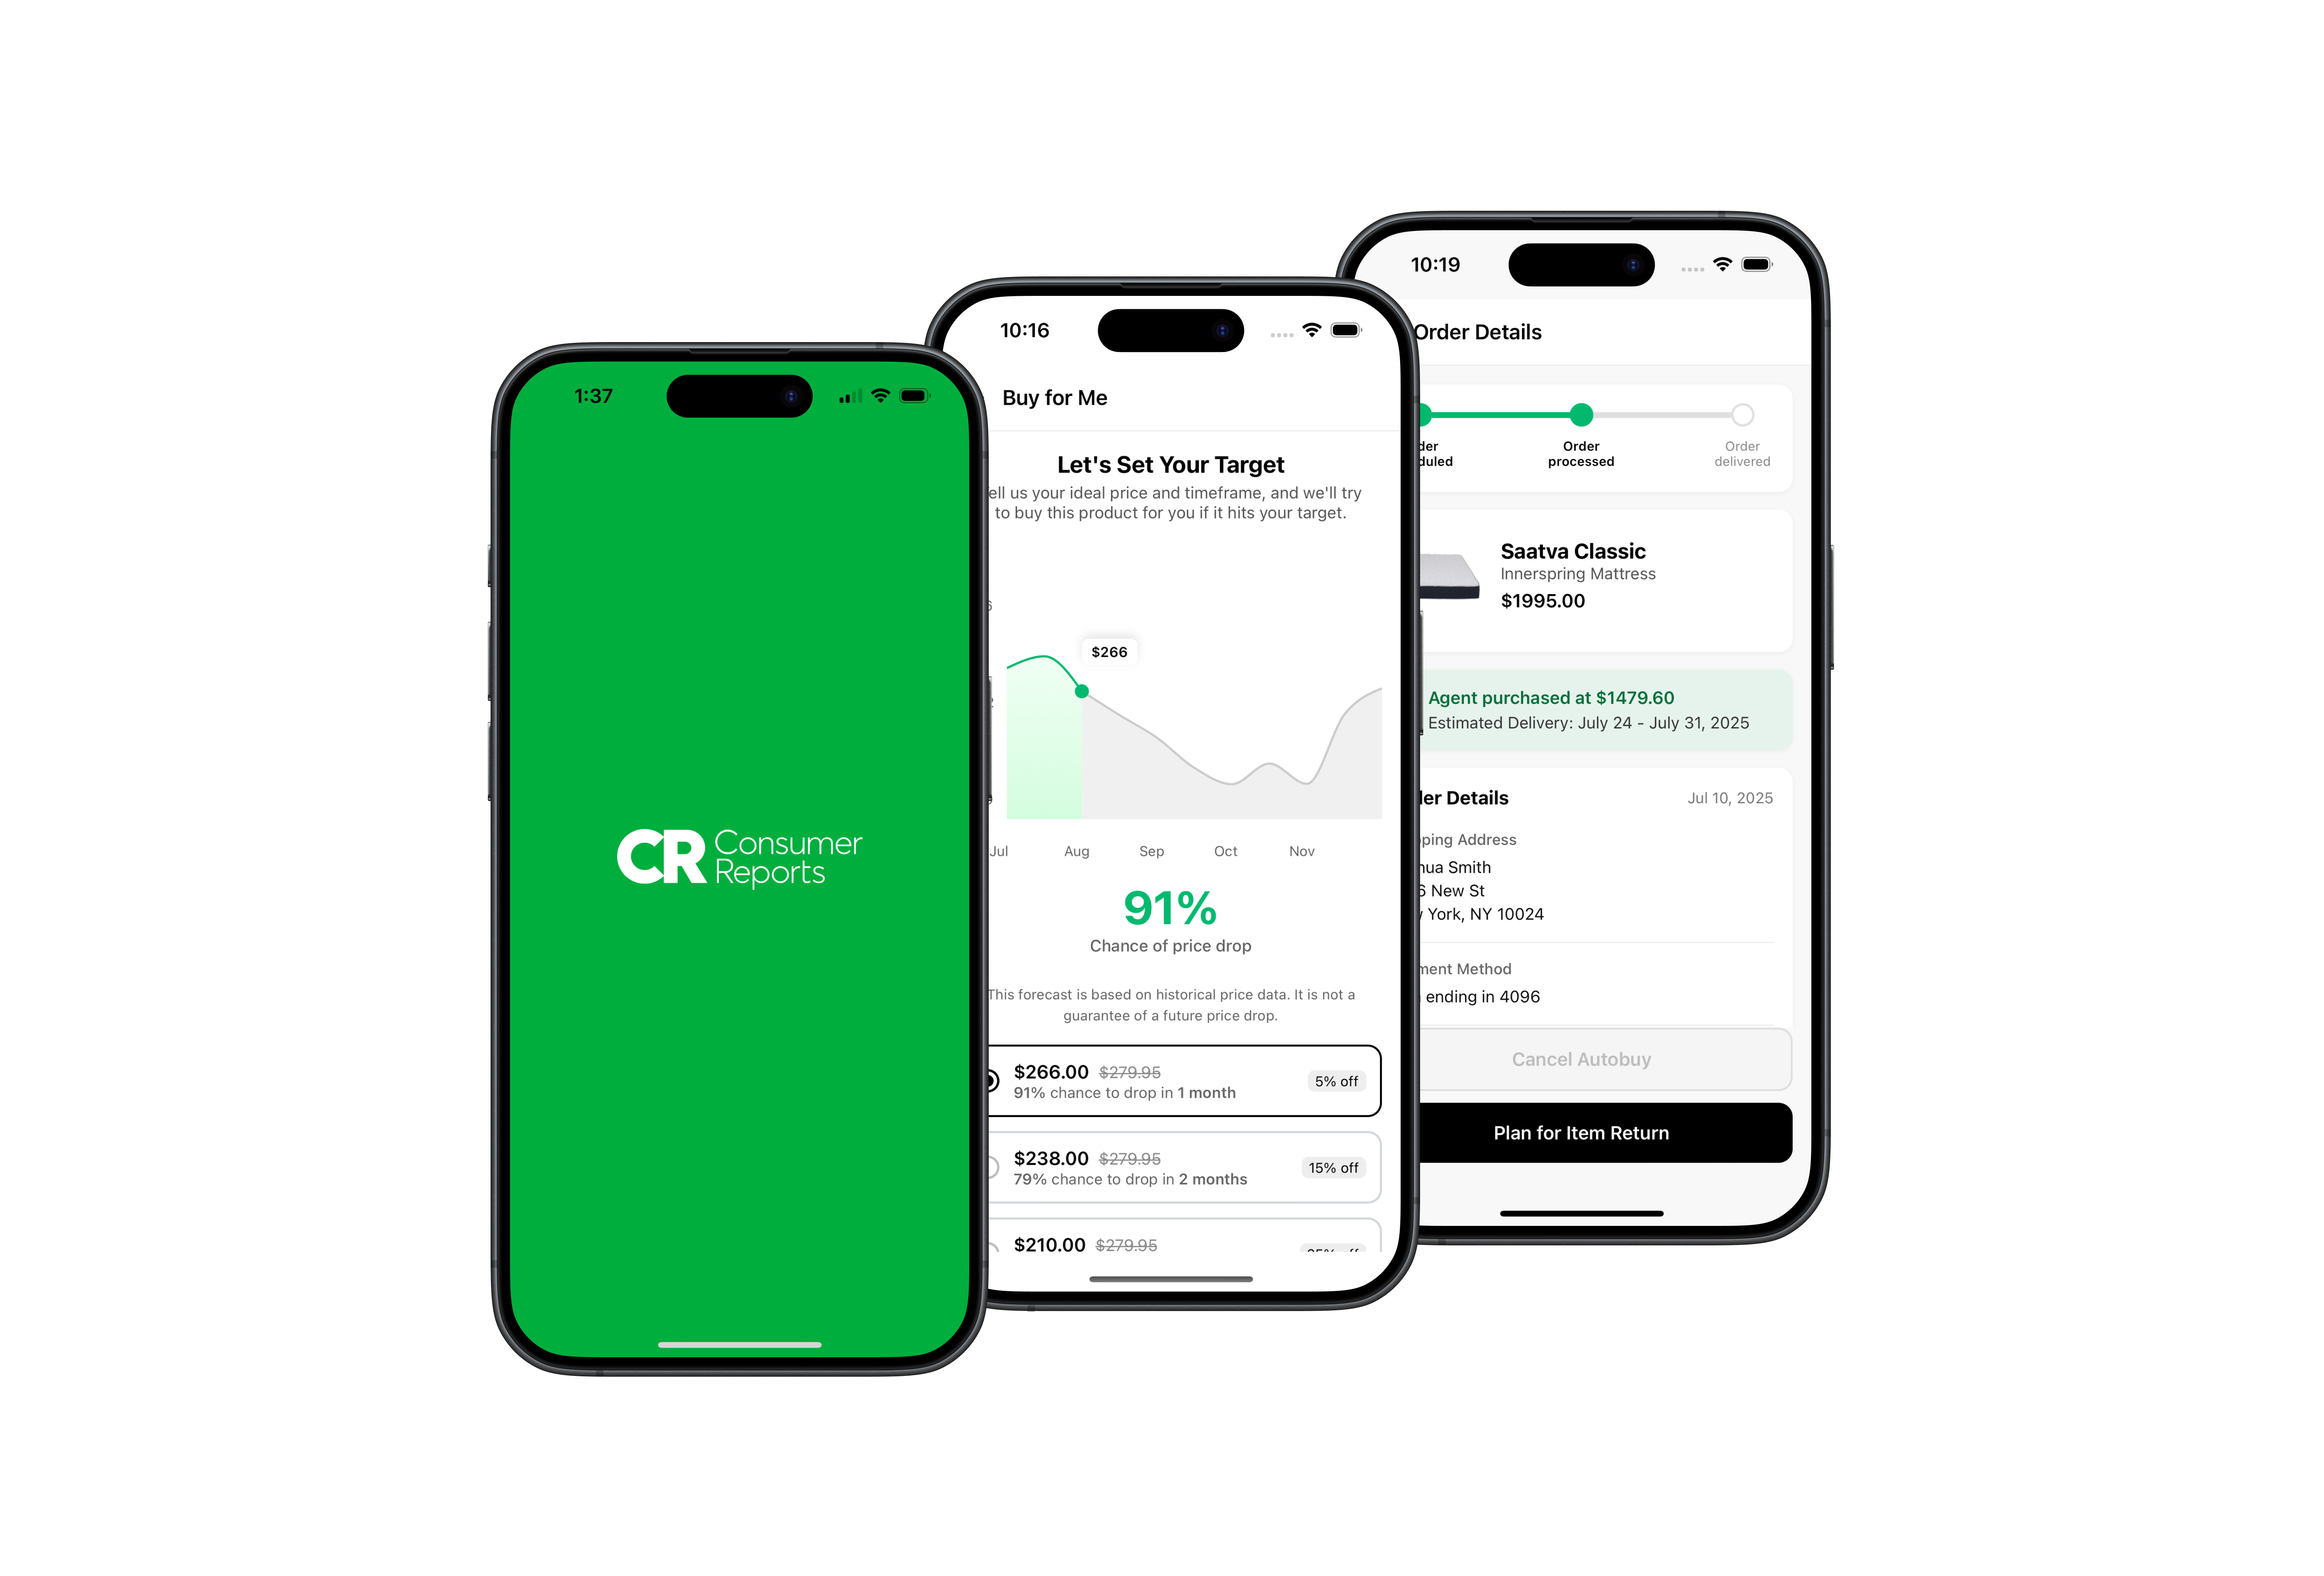 1:37
CR Consumer
Reports
10:16
Buy for Me
Let's Set Your Target
ell us your ideal price and timeframe, and we'll try
to buy this product for you if it hits your target.
$266
Jul Aug Sep Oct Nov
91%
Chance of price drop
This forecast is based on historical price data. It is not a
guarantee of a future price drop.
$266.00 $279.95
91% chance to drop in 1 month
5% off
$238.00 $279.95
79% chance to drop in 2 months
15% off
$210.00 $279.95
10:19
Order Details
der
duled
Order
processed
Order
delivered
Saatva Classic
Innerspring Mattress
$1995.00
Agent purchased at $1479.60
Estimated Delivery: July 24 - July 31, 2025
der Details
Jul 10, 2025
ping Address
hua Smith
6 New St
York, NY 10024
ment Method
ending in 4096
Cancel Autobuy
Plan for Item Return